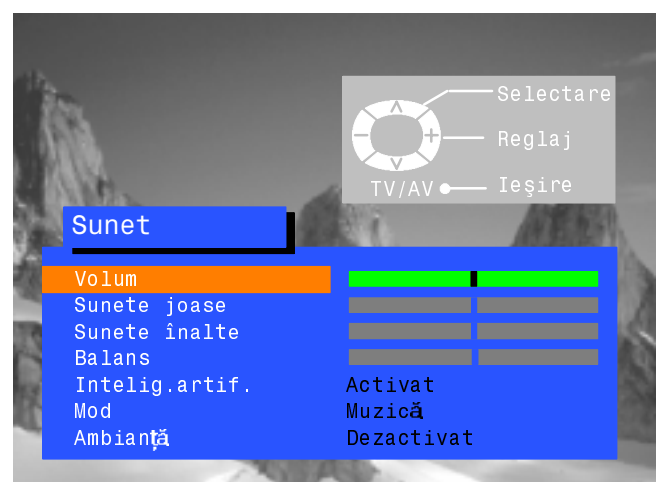 Selectare
Reglaj
TV/AV Ieşire
Sunet
Volum
Sunete joase
Sunete înalte
Balans
Intelig.artif. Activat
Mod Muzică
Ambianţă Dezactivat